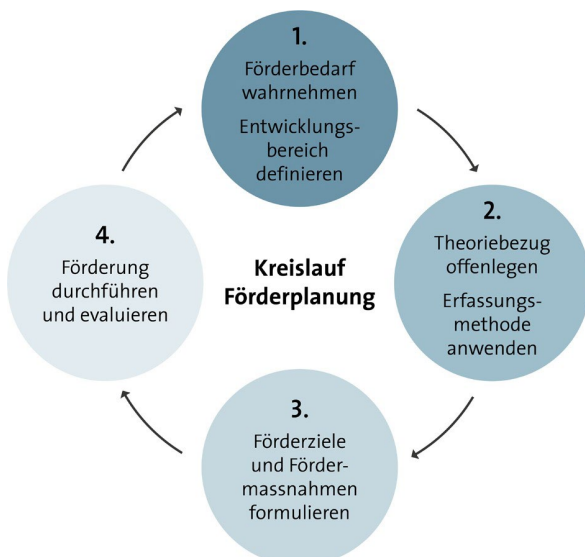 1.
Förderbedarf
wahrnehmen
Entwicklungs-
bereich
definieren
2.
Theoriebezug
offenlegen
Erfassungs-
methode
anwenden
3.
Förderziele
und Förder-
massnahmen
formulieren
4.
Förderung
durchführen
und evaluieren
Kreislauf
Förderplanung